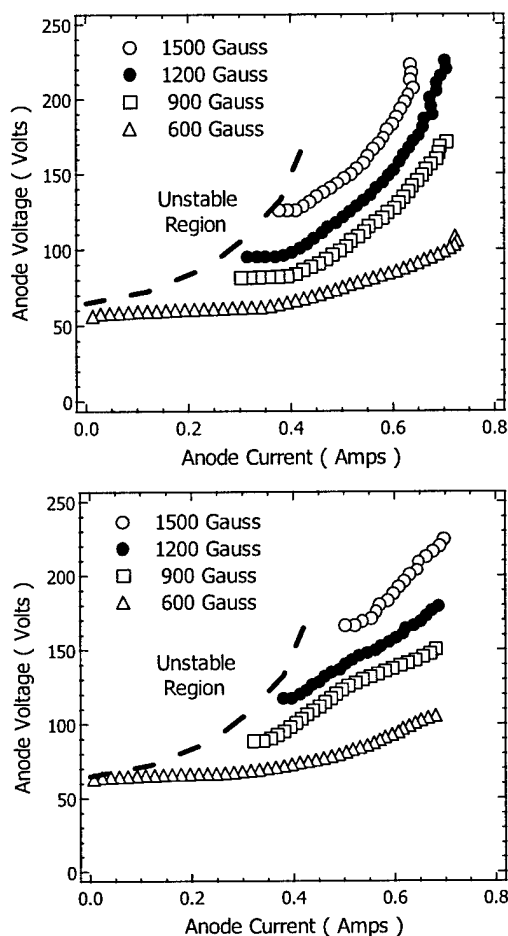 250
200
150
100
50
0
Anode Voltage ( Volts )
1500 Gauss
1200 Gauss
900 Gauss
600 Gauss
Unstable
Region
0.0 0.2 0.4 0.6 0.8
Anode Current ( Amps )
250
200
150
100
50
0
Anode Voltage ( Volts )
1500 Gauss
1200 Gauss
900 Gauss
600 Gauss
Unstable
Region
0.0 0.2 0.4 0.6 0.8
Anode Current ( Amps )